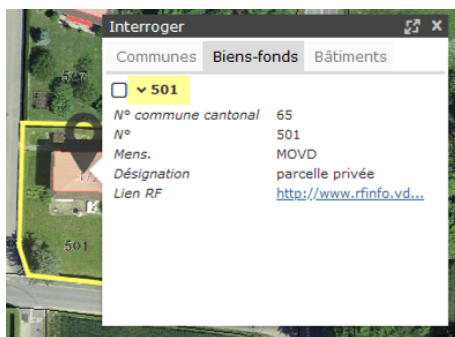 Interroger
Communes Biens-fonds Bâtiments
501
N° commune cantonal 65
N° 501
Mens. MOVD
Désignation parcelle privée
Lien RF http://www.rfinfo.vd...
501